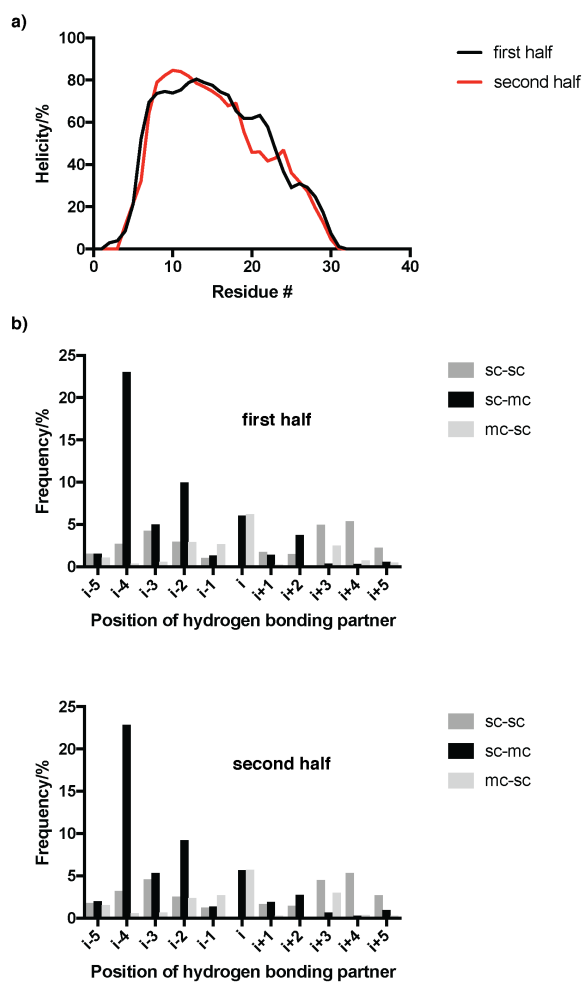 a)
100
80
60
40
20
0
Helicity/%
0 10 20 30 40
Residue #
first half
second half
b)
25
20
15
10
5
0
Frequency/%
first half
sc-sc
sc-mc
mc-sc
i-5 i-4 i-3 i-2 i-1 i i+1 i+2 i+3 i+4 i+5
Position of hydrogen bonding partner
25
20
15
10
5
0
Frequency/%
second half
sc-sc
sc-mc
mc-sc
i-5 i-4 i-3 i-2 i-1 i i+1 i+2 i+3 i+4 i+5
Position of hydrogen bonding partner